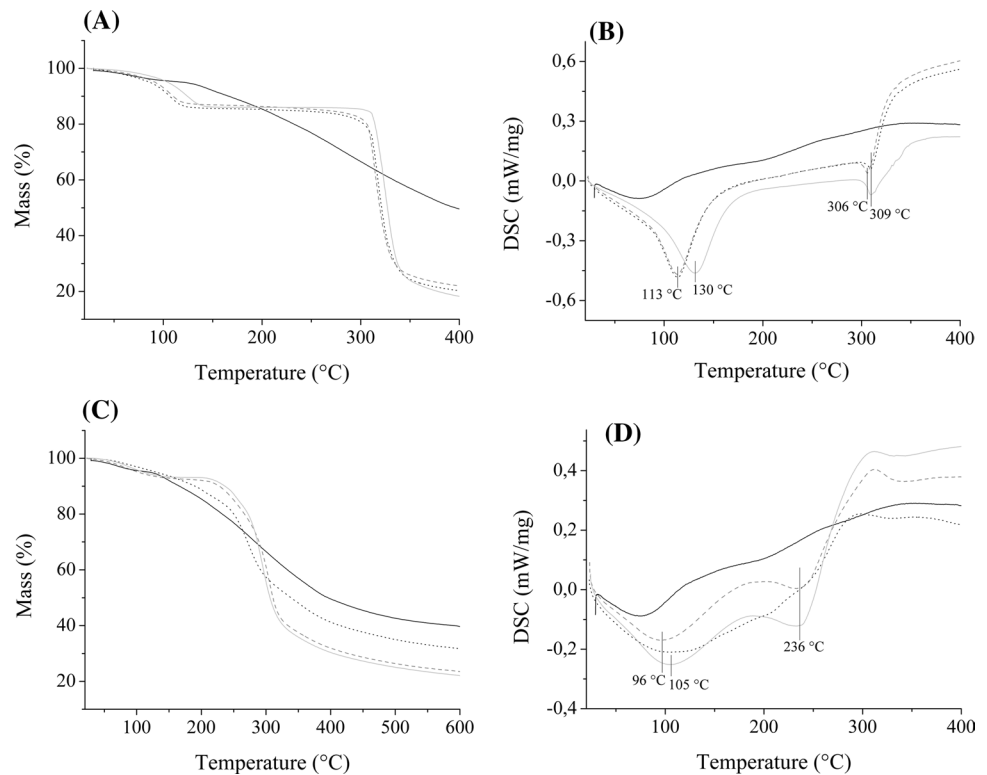 (A)
100
80
60
40
20
Mass (%)
100
200
300
400
Temperature (°C)
(B)
0,6
0,3
0,0
-0,3
-0,6
DSC (mW/mg)
306 °C
309 °C
113 °C
130 °C
100
200
300
400
Temperature (°C)
(C)
100
80
60
40
20
Mass (%)
100
200
300
400
500
600
Temperature (°C)
(D)
0,4
0,2
0,0
-0,2
-0,4
DSC (mW/mg)
236 °C
96 °C
105 °C
100
200
300
400
Temperature (°C)